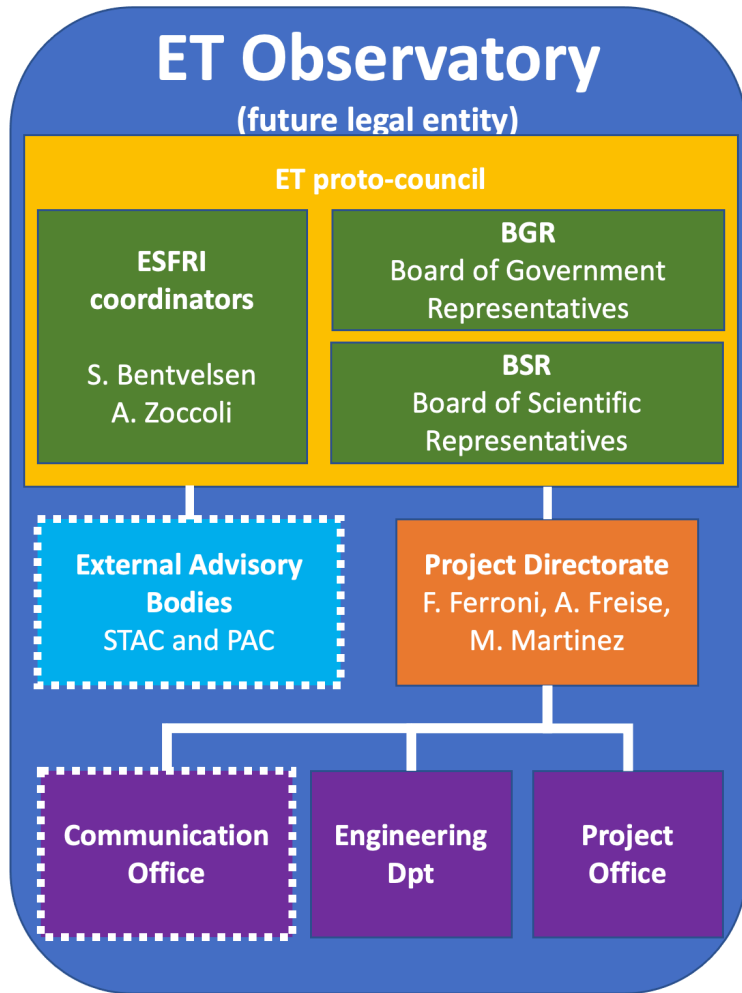 ET Observatory
(future legal entity)
ET proto-council
ESFRI
coordinators
S. Bentvelsen
A. Zoccoli
BGR
Board of Government
Representatives
BSR
Board of Scientific
Representatives
External Advisory
Bodies
STAC and PAC
Project Directorate
F. Ferroni, A. Freise,
M. Martinez
Communication
Office
Engineering
Dpt
Project
Office